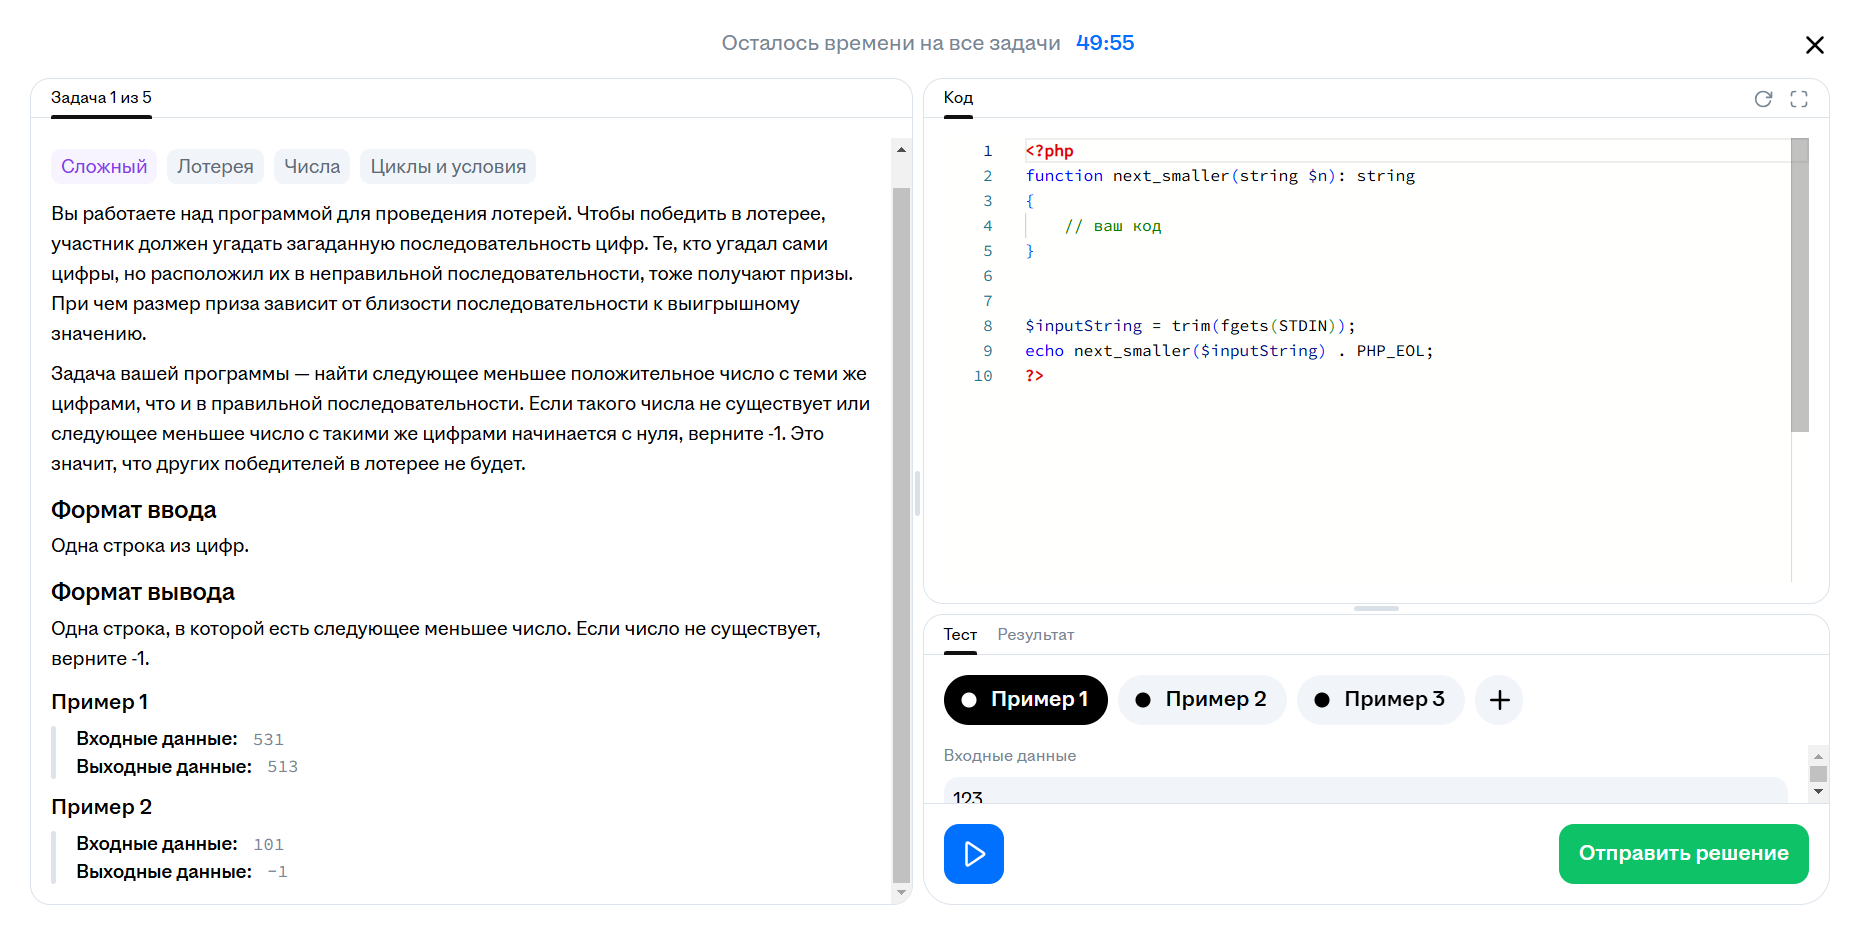 Осталось времени на все задачи 49:55
Задача 1 из 5
Сложный Лотерея Числа Циклы и условия
Вы работаете над программой для проведения лотерей. Чтобы победить в лотерее,
участник должен угадать загаданную последовательность цифр. Те, кто угадал сами
цифры, но расположил их в неправильной последовательности, тоже получают призы.
При чем размер приза зависит от близости последовательности к выигрышному
значению.
Задача вашей программы — найти следующее меньшее положительное число с теми же
цифрами, что и в правильной последовательности. Если такого числа не существует или
следующее меньшее число с такими же цифрами начинается с нуля, верните -1. Это
значит, что других победителей в лотерее не будет.
Формат ввода
Одна строка из цифр.
Формат вывода
Одна строка, в которой есть следующее меньшее число. Если число не существует,
верните -1.
Пример 1
Входные данные: 531
Выходные данные: 513
Пример 2
Входные данные: 101
Выходные данные: -1
Код
1 <?php
2 function next_smaller(string $n): string
3 {
4 // ваш код
5 }
6
7
8 $inputString = trim(fgets(STDIN));
9 echo next_smaller($inputString) . PHP_EOL;
10 ?>
Тест Результат
Пример 1 Пример 2 Пример 3
Входные данные
123
Отправить решение